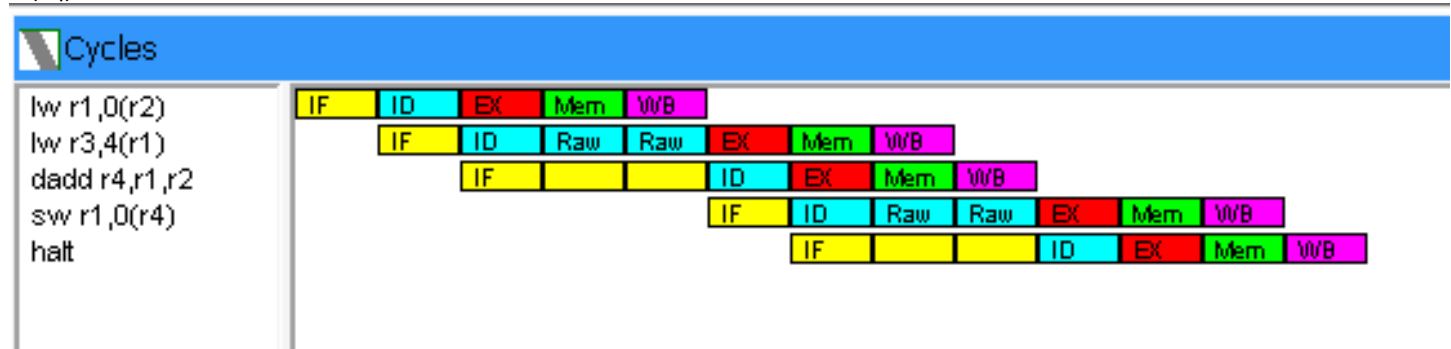 Cycles
lw r1,0(r2) IF ID EX Mem WB
lw r3,4(r1) IF ID Raw Raw EX Mem WB
dadd r4,r1,r2 IF ID EX Mem WB
sw r1,0(r4) IF ID Raw Raw EX Mem WB
halt IF ID EX Mem WB